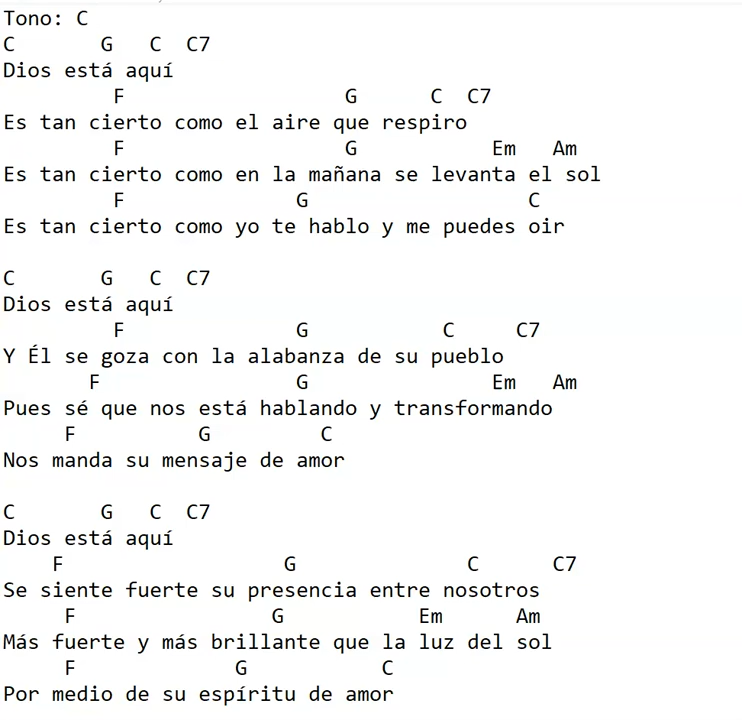 Tono: C
C       G   C  C7
Dios está aquí
         F                  G      C  C7
Es tan cierto como el aire que respiro
         F                  G           Em   Am
Es tan cierto como en la mañana se levanta el sol
         F              G                  C
Es tan cierto como yo te hablo y me puedes oir

C       G   C  C7
Dios está aquí
         F              G           C     C7
Y Él se goza con la alabanza de su pueblo
       F                G               Em   Am
Pues sé que nos está hablando y transformando
     F          G         C
Nos manda su mensaje de amor

C       G   C  C7
Dios está aquí
    F                  G              C      C7
Se siente fuerte su presencia entre nosotros
     F                G           Em      Am
Más fuerte y más brillante que la luz del sol
     F             G           C
Por medio de su espíritu de amor